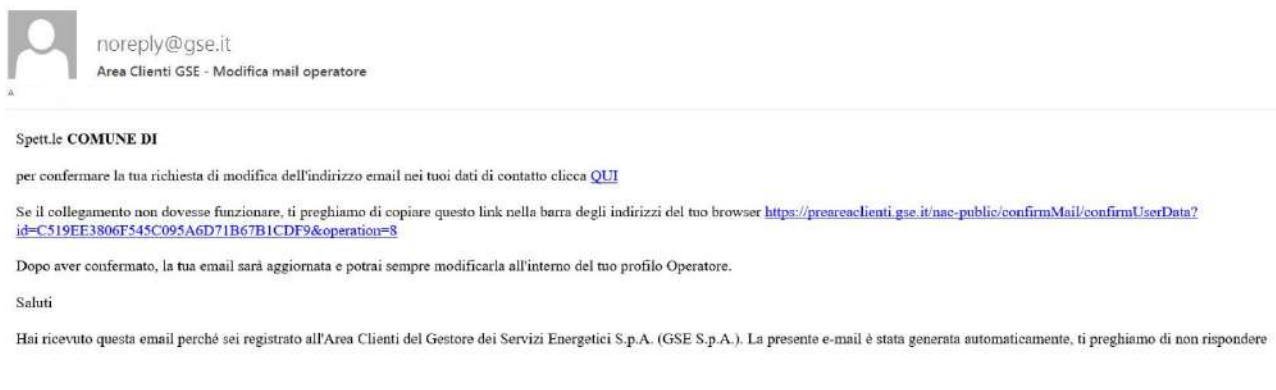 noreply@gse.it
Area Clienti GSE - Modifica mail operatore
A
Spett.le COMUNE DI
per confermare la tua richiesta di modifica dell'indirizzo email nei tuoi dati di contatto clicca QUI
Se il collegamento non dovesse funzionare, ti preghiamo di copiare questo link nella barra degli indirizzi del tuo browser https://preareaclienti.gse.it/nac-public/confirmMail/confirmUserData?
id=C519EE3806F545C095A6D71B67B1CDF9&operation=8
Dopo aver confermato, la tua email sarà aggiornata e potrai sempre modificarla all'interno del tuo profilo Operatore.
Saluti
Hai ricevuto questa email perché sei registrato all'Area Clienti del Gestore dei Servizi Energetici S.p.A. (GSE S.p.A.). La presente e-mail è stata generata automaticamente, ti preghiamo di non rispondere